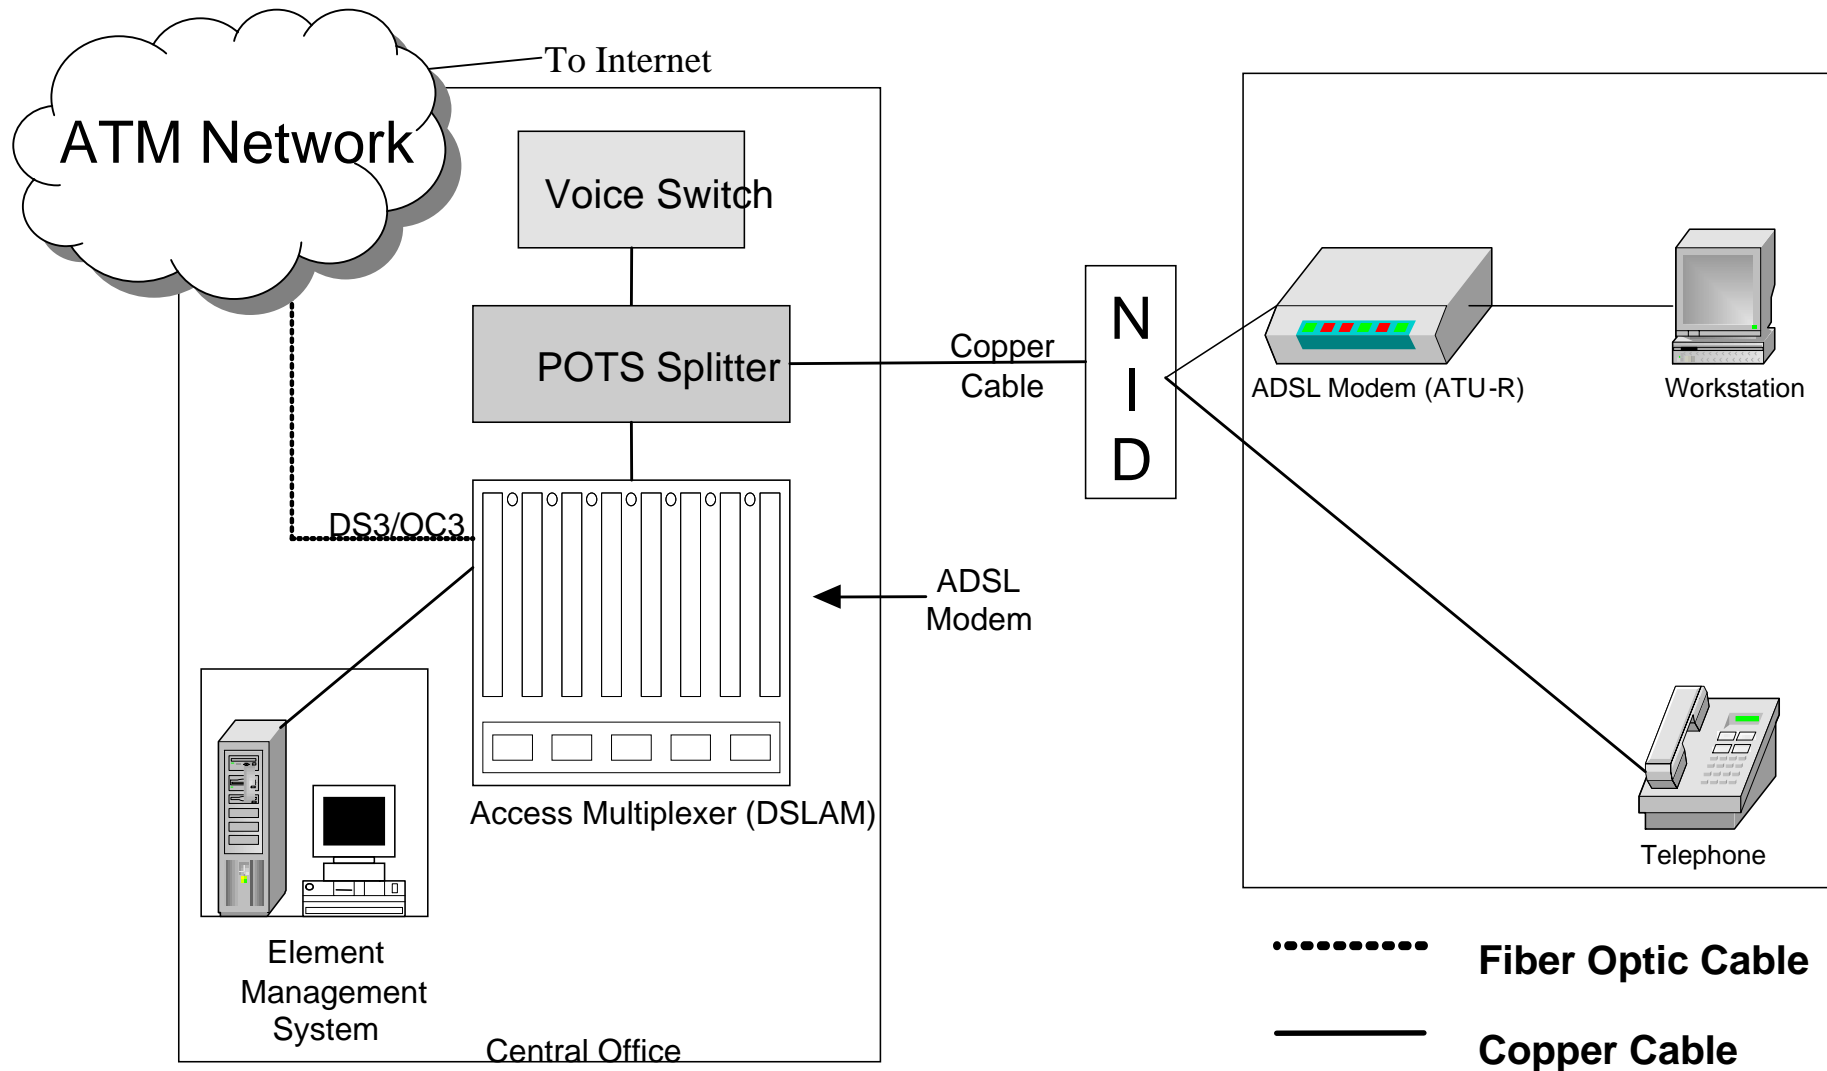 To Internet
ATM Network
Voice Switch
POTS Splitter
Copper
Cable
N
I
D
ADSL Modem (ATU-R)
Workstation
DS3/OC3
ADSL
Modem
Access Multiplexer (DSLAM)
Telephone
Element
Management
System
Central Office
Fiber Optic Cable
Copper Cable